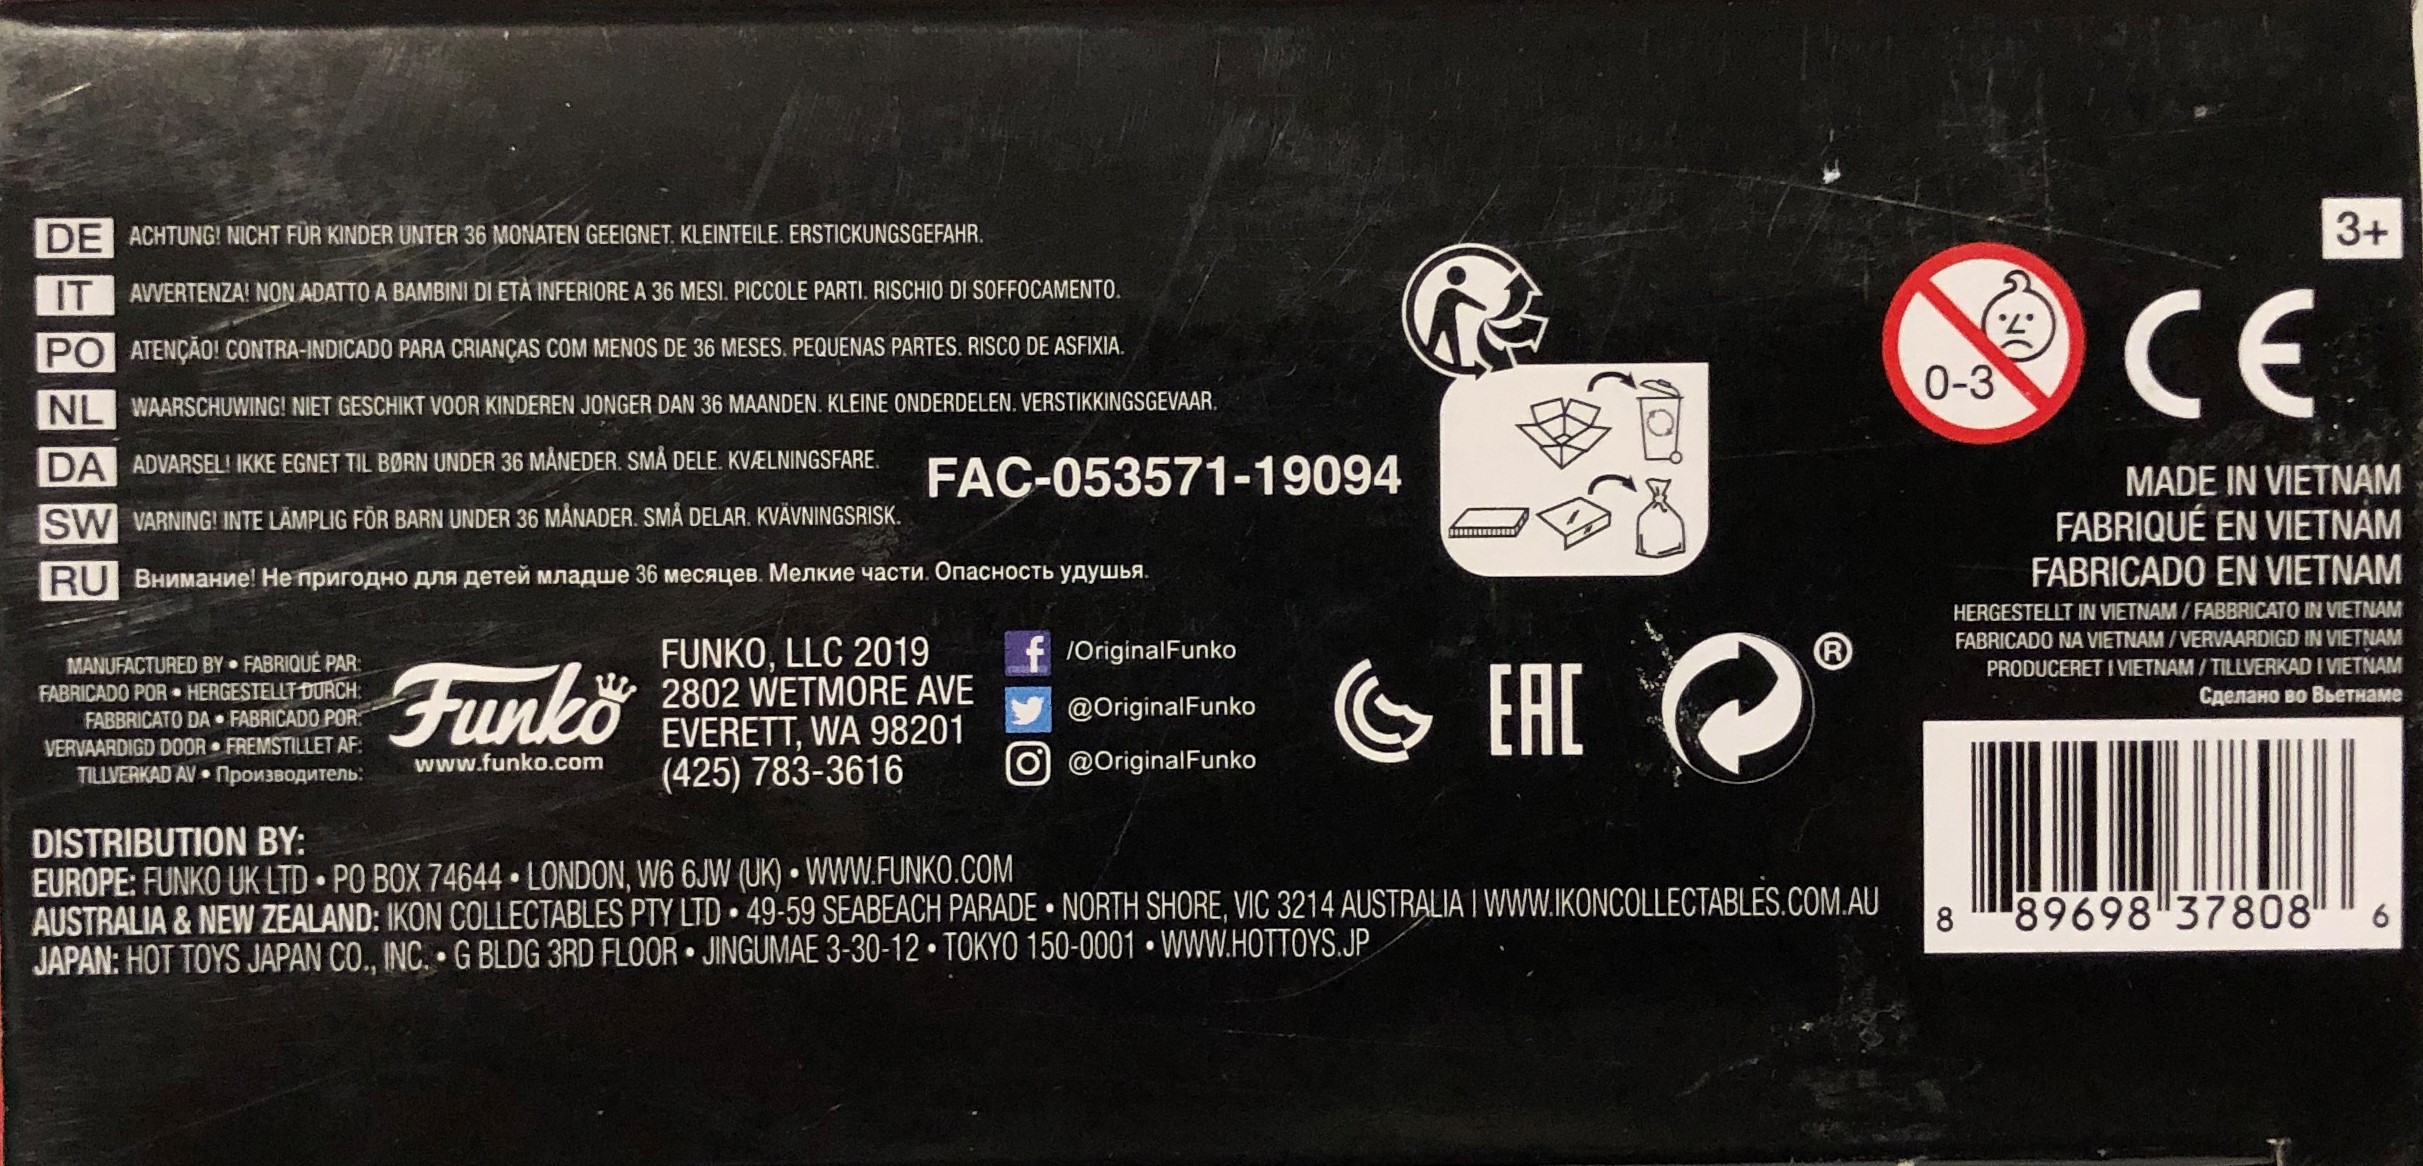 DE ACHTUNG! NICHT FÜR KINDER UNTER 36 MONATEN GEEIGNET. KLEINTEILE. ERSTICKUNGSGEFAHR.
IT AVVERTENZA! NON ADATTO A BAMBINI DI ETÀ INFERIORE A 36 MESI. PICCOLE PARTI. RISCHIO DI SOFFOCAMENTO.
PO ATENÇÃO! CONTRA-INDICADO PARA CRIANÇAS COM MENOS DE 36 MESES. PEQUENAS PARTES. RISCO DE ASFIXIA.
NL WAARSCHUWING! NIET GESCHIKT VOOR KINDEREN JONGER DAN 36 MAANDEN. KLEINE ONDERDELEN. VERSTIKKINGSGEVAAR.
DA ADVARSEL! IKKE EGNET TIL BØRN UNDER 36 MÅNEDER. SMÅ DELE. KVÆLNINGSFARE.
SW VARNING! INTE LÄMPLIG FÖR BARN UNDER 36 MÅNADER. SMÅ DELAR. KVÄVNINGSRISK.
RU Внимание! Не пригодно для детей младше 36 месяцев. Мелкие части. Опасность удушья.
FAC-053571-19094
3+
0-3
CE
MADE IN VIETNAM
FABRIQUÉ EN VIETNÁM
FABRICADO EN VIETNAM
HERGESTELLT IN VIETNAM / FABBRICATO IN VIETNAM
FABRICADO NA VIETNAM / VERVAARDIGD IN VIETNAM
PRODUCERET I VIETNAM / TILLVERKAD I VIETNAM
Сделано во Вьетнаме
MANUFACTURED BY • FABRIQUÉ PAR:
FABRICADO POR • HERGESTELLT DURCH:
FABBRICATO DA • FABRICADO POR:
VERVAARDIGD DOOR • FREMSTILLET AF:
TILLVERKAD AV • Производитель:
Funko
www.funko.com
FUNKO, LLC 2019
2802 WETMORE AVE
EVERETT, WA 98201
(425) 783-3616
/OriginalFunko
@OriginalFunko
@OriginalFunko
EAC
®
DISTRIBUTION BY:
EUROPE: FUNKO UK LTD • PO BOX 74644 • LONDON, W6 6JW (UK) • WWW.FUNKO.COM
AUSTRALIA & NEW ZEALAND: IKON COLLECTABLES PTY LTD • 49-59 SEABEACH PARADE • NORTH SHORE, VIC 3214 AUSTRALIA | WWW.IKONCOLLECTABLES.COM.AU
JAPAN: HOT TOYS JAPAN CO., INC. • G BLDG 3RD FLOOR • JINGUMAE 3-30-12 • TOKYO 150-0001 • WWW.HOTTOYS.JP
8 89698 37808 6